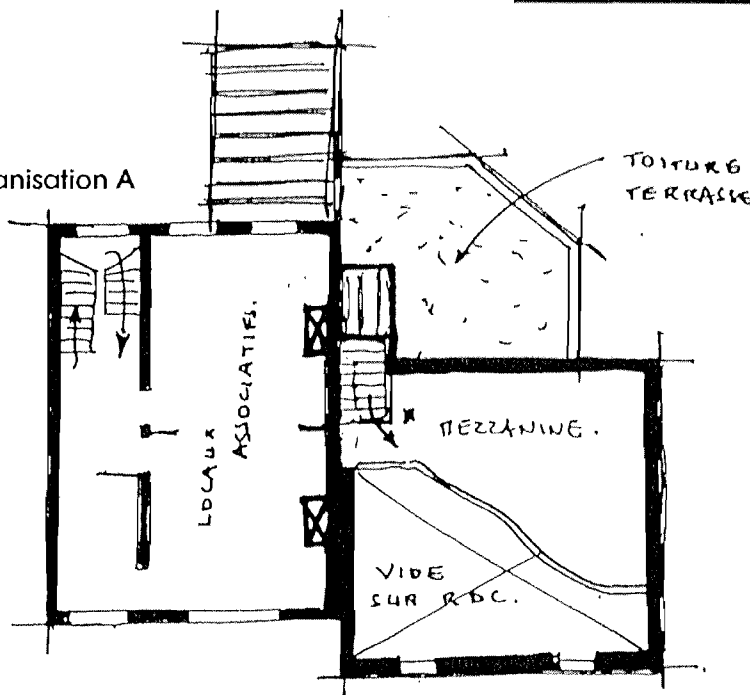 anisation A
TOITURE
TERRASSE
LOCAUX
ASSOCIATIFS.
MEZZANINE.
VIDE
SUR RDC.